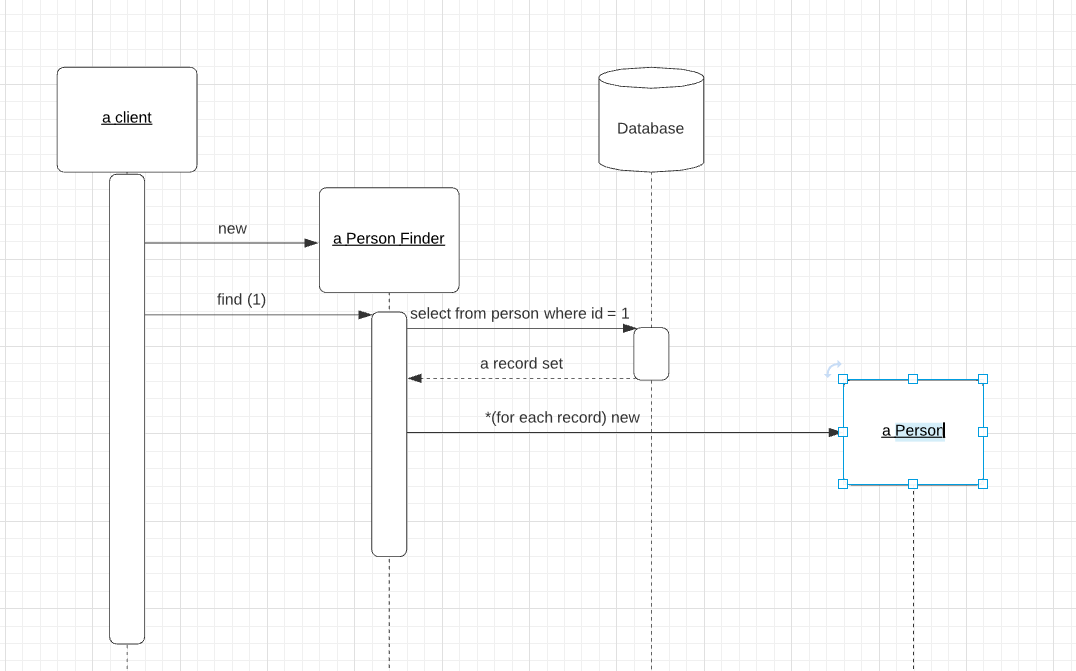 a client
Database
new
a Person Finder
find (1)
select from person where id = 1
a record set
*(for each record) new
a Person